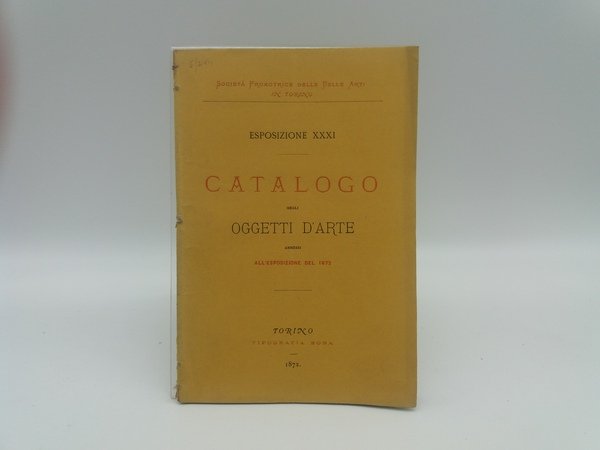 Società Promotrice delle Belle Arti
IN TORINO
ESPOSIZIONE XXXI
CATALOGO
DEGLI
OGGETTI D'ARTE
AMMESSI
ALL'ESPOSIZIONE DEL 1872
TORINO
TIPOGRAFIA BONA
1872.